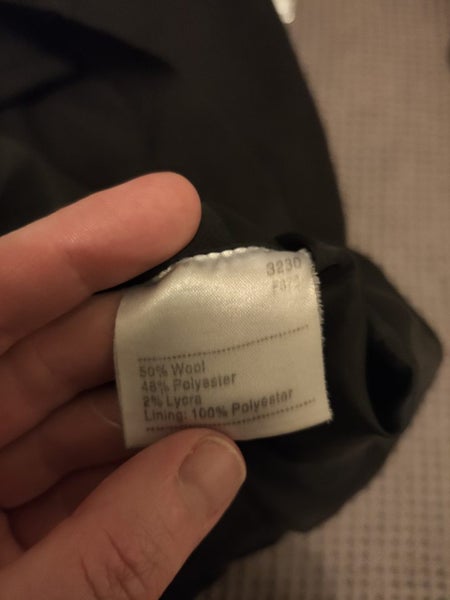 3230
50% Wool
48% Polyester
2% Lycra
Lining: 100% Polyester